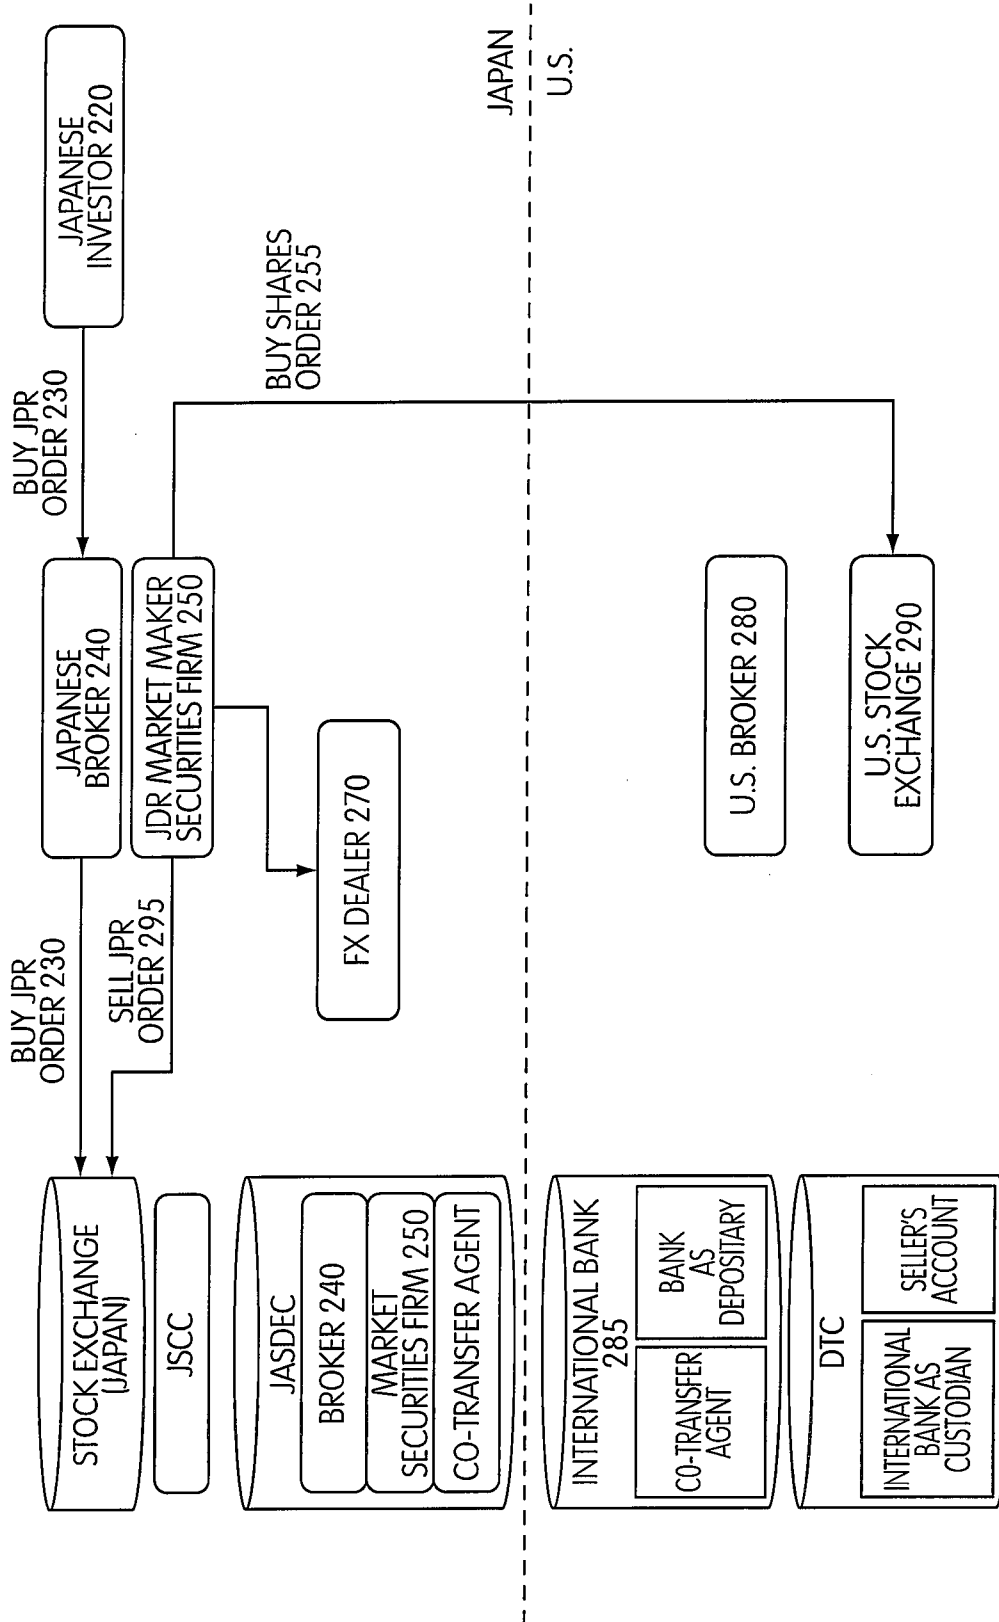 STOCK EXCHANGE
(JAPAN)
JSCC
BUY JPR
ORDER 230
SELL JPR
ORDER 295
JAPANESE
BROKER 240
JDR MARKET MAKER
SECURITIES FIRM 250
BUY JPR
ORDER 230
JAPANESE
INVESTOR 220
JASDEC
BROKER 240
MARKET
SECURITIES FIRM 250
CO-TRANSFER AGENT
FX DEALER 270
BUY SHARES
ORDER 255
JAPAN
U.S.
INTERNATIONAL BANK
285
CO-TRANSFER
AGENT
BANK
AS
DEPOSITARY
U.S. BROKER 280
DTC
INTERNATIONAL
BANK AS
CUSTODIAN
SELLER'S
ACCOUNT
U.S. STOCK
EXCHANGE 290